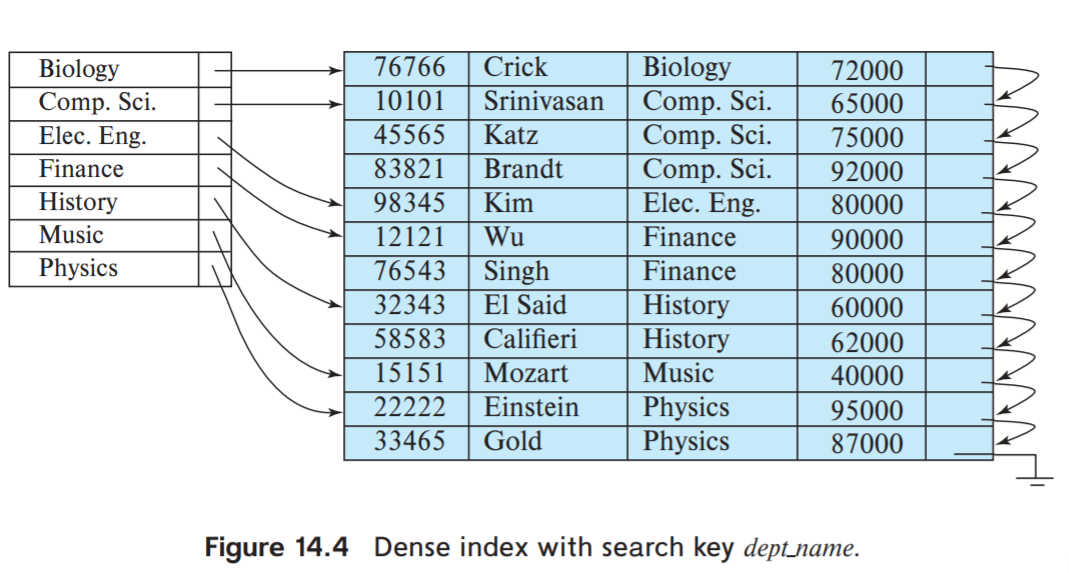 Biology
Comp. Sci.
Elec. Eng.
Finance
History
Music
Physics
76766 Crick Biology 72000
10101 Srinivasan Comp. Sci. 65000
45565 Katz Comp. Sci. 75000
83821 Brandt Comp. Sci. 92000
98345 Kim Elec. Eng. 80000
12121 Wu Finance 90000
76543 Singh Finance 80000
32343 El Said History 60000
58583 Califieri History 62000
15151 Mozart Music 40000
22222 Einstein Physics 95000
33465 Gold Physics 87000
Figure 14.4 Dense index with search key dept_name.